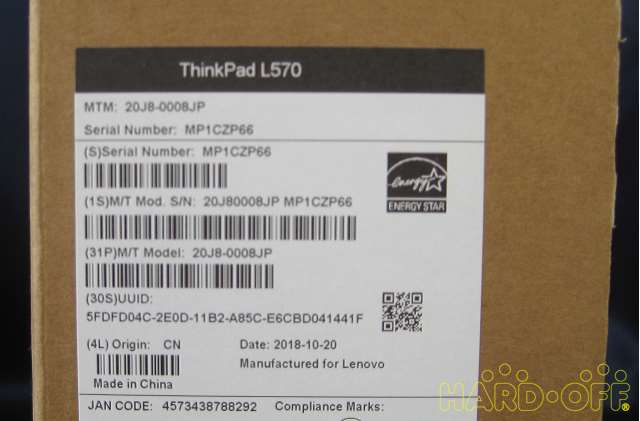 ThinkPad L570
MTM: 20J8-0008JP
Serial Number: MP1CZP66
(S)Serial Number: MP1CZP66
(1S)M/T Mod. S/N: 20J80008JP MP1CZP66
(31P)M/T Model: 20J8-0008JP
energy
ENERGY STAR
(30S)UUID:
5FDFD04C-2E0D-11B2-A85C-E6CBD041441F
(4L) Origin: CN Date: 2018-10-20
Manufactured for Lenovo
Made in China
JAN CODE: 4573438788292 Compliance Marks:
HARD-OFF